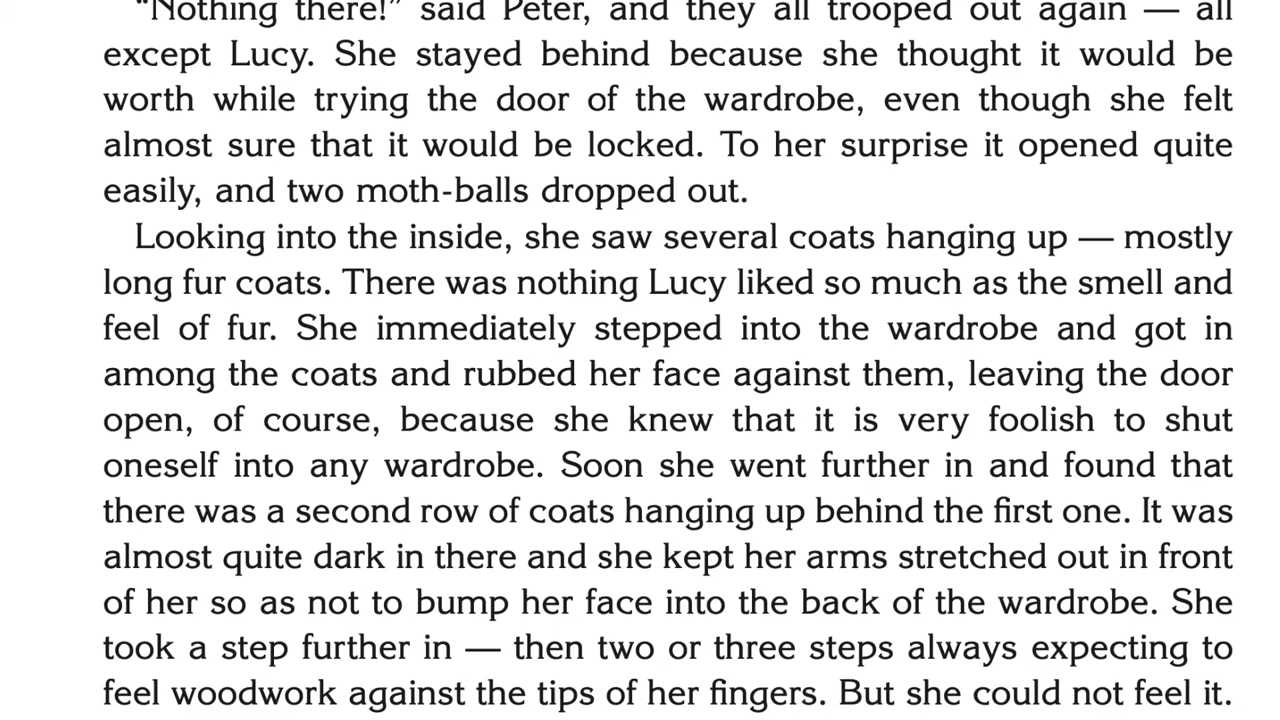 “Nothing there!” said Peter, and they all trooped out again — all
except Lucy. She stayed behind because she thought it would be
worth while trying the door of the wardrobe, even though she felt
almost sure that it would be locked. To her surprise it opened quite
easily, and two moth-balls dropped out.
Looking into the inside, she saw several coats hanging up — mostly
long fur coats. There was nothing Lucy liked so much as the smell and
feel of fur. She immediately stepped into the wardrobe and got in
among the coats and rubbed her face against them, leaving the door
open, of course, because she knew that it is very foolish to shut
oneself into any wardrobe. Soon she went further in and found that
there was a second row of coats hanging up behind the first one. It was
almost quite dark in there and she kept her arms stretched out in front
of her so as not to bump her face into the back of the wardrobe. She
took a step further in — then two or three steps always expecting to
feel woodwork against the tips of her fingers. But she could not feel it.